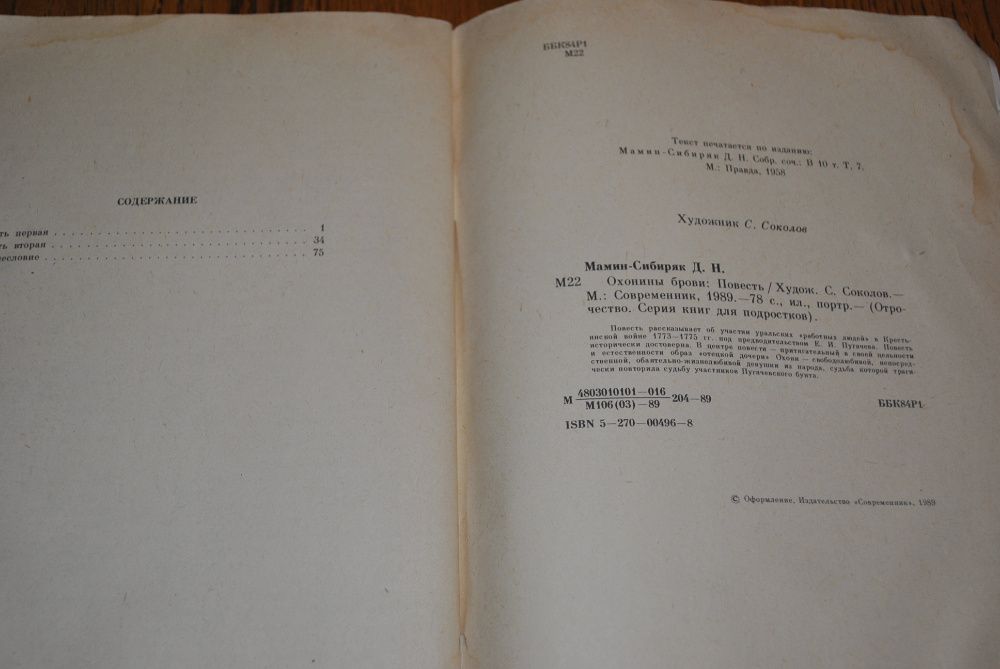 СОДЕРЖАНИЕ
ть первая . . . . . . . . . . . . . . . . . . . . . . . . . . . . . . 1
ть вторая . . . . . . . . . . . . . . . . . . . . . . . . . . . . . . 34
есловие . . . . . . . . . . . . . . . . . . . . . . . . . . . . . . 75
ББК84Р1
М22
Текст печатается по изданию:
Мамин-Сибиряк Д. Н. Собр. соч.: В 10 т. Т, 7.
М.: Правда, 1958
Художник С. Соколов
Мамин-Сибиряк Д. Н.
М22 Охонины брови: Повесть / Худож. С. Соколов.—
М.: Современник, 1989.—78 с., ил., портр.— (Отро-
чество. Серия книг для подростков).
Повесть рассказывает об участии уральских «работных людей» в Кресть-
янской войне 1773—1775 гг. под предводительством Е. И. Пугачева. Повесть
исторически достоверна. В центре повести — притягательный в своей цельности
и естественности образ «отецкой дочери» Охони — свободолюбивой, непосред-
ственной, обаятельно-жизнелюбивой девушки из народа, судьба которой траги-
чески повторила судьбу участников Пугачевского бунта.
М 4803010101—016 204—89
М106(03)—89
ББК84Р1
ISBN 5—270—00496—8
© Оформление, Издательство «Современник», 1989